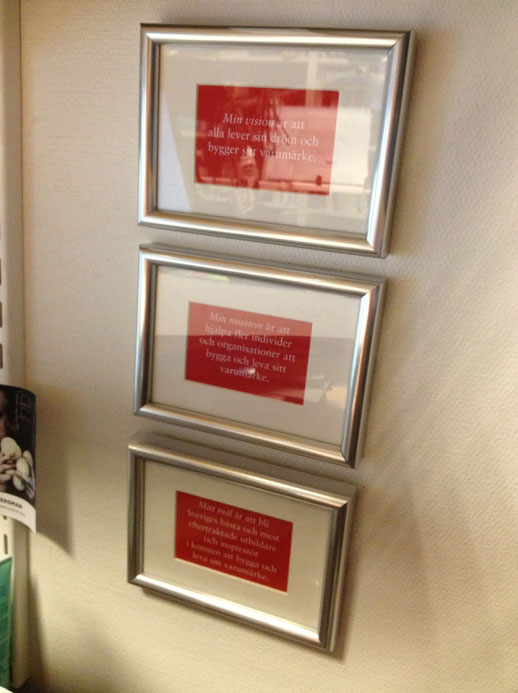 Min vision är att
alla lever sin dröm och
bygger sitt varumärke.
Min mission är att
hjälpa fler individer
och organisationer att
bygga och leva sitt
varumärke.
Mitt mål är att bli
Sveriges bästa och mest
eftertraktade utbildare
och inspiratör
i konsten att bygga och
leva sitt varumärke.